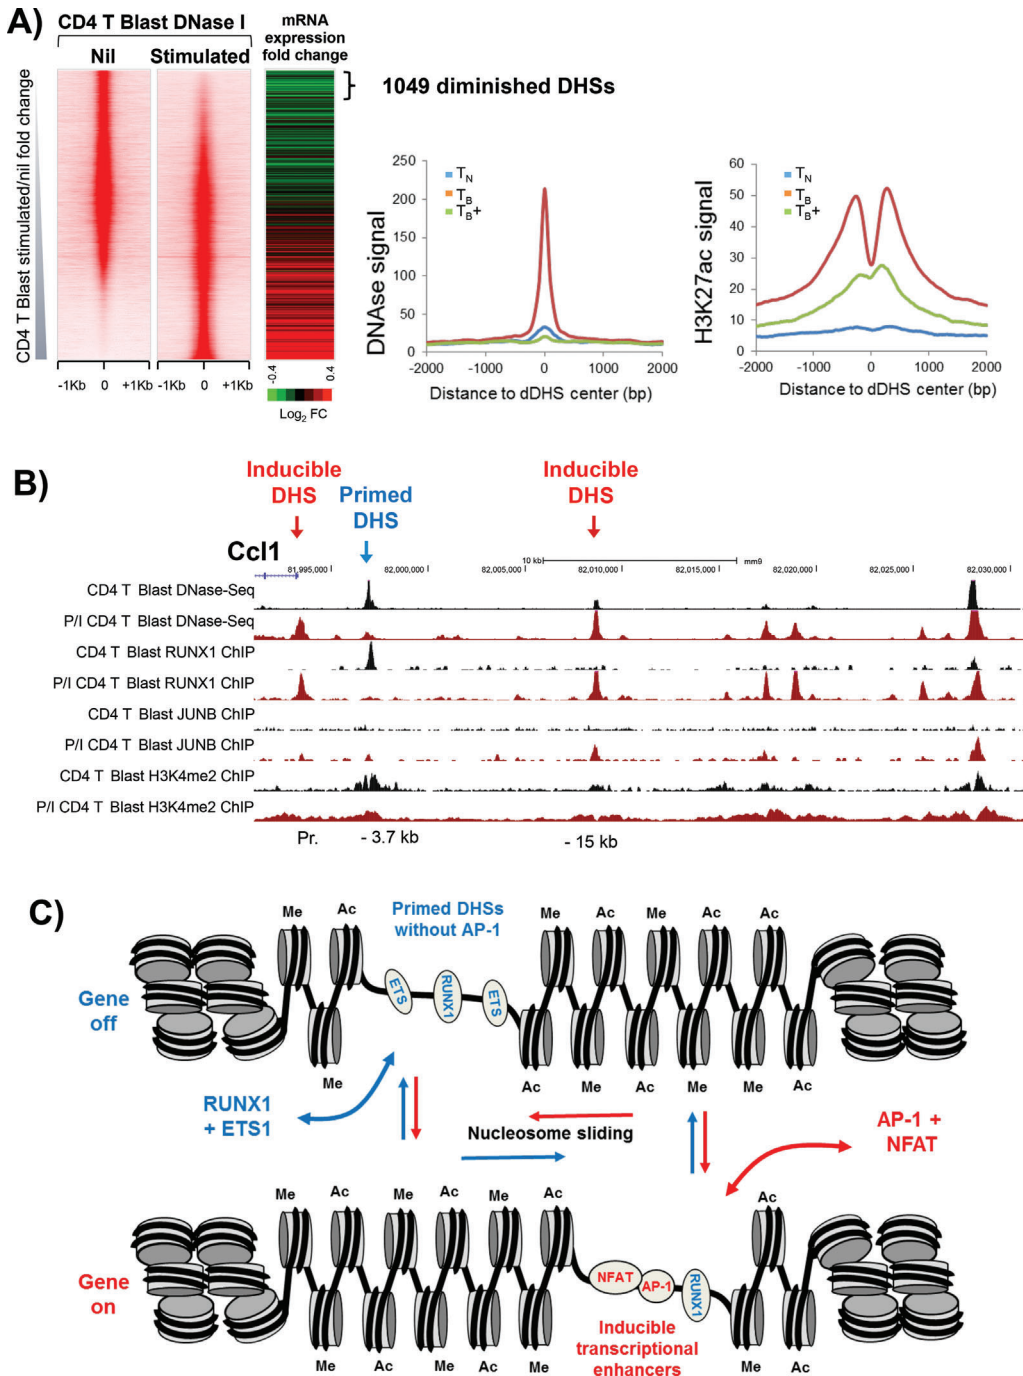 A)
CD4 T Blast DNase I
Nil
Stimulated
mRNA
expression
fold change
CD4 T Blast stimulated/nil fold change
-1Kb 0 +1Kb
-1Kb 0 +1Kb
-0.4
0.4
Log2 FC
1049 diminished DHSs
DNAse signal
250
200
150
100
50
0
TN
TB
TB+
-2000 -1000 0 1000 2000
Distance to dDHS center (bp)
H3K27ac signal
60
50
40
30
20
10
0
TN
TB
TB+
-2000 -1000 0 1000 2000
Distance to dDHS center (bp)
B)
Inducible
DHS
Primed
DHS
Inducible
DHS
Ccl1
10 kb
mm9
81,995,000 82,000,000 82,005,000 82,010,000 82,015,000 82,020,000 82,025,000 82,030,000
CD4 T Blast DNase-Seq
P/I CD4 T Blast DNase-Seq
CD4 T Blast RUNX1 ChIP
P/I CD4 T Blast RUNX1 ChIP
CD4 T Blast JUNB ChIP
P/I CD4 T Blast JUNB ChIP
CD4 T Blast H3K4me2 ChIP
P/I CD4 T Blast H3K4me2 ChIP
Pr. - 3.7 kb - 15 kb
C)
Primed DHSs
without AP-1
Me Ac Me Ac Me Ac Ac
Gene
off
ETS RUNX1 ETS
Me Ac Me Ac Me Me Ac
RUNX1
+ ETS1
Nucleosome sliding
AP-1 +
NFAT
Me Ac Me Ac Me Ac Ac
Gene
on
NFAT AP-1 RUNX1
Me Ac Me Ac Me Me Ac
Inducible
transcriptional
enhancers